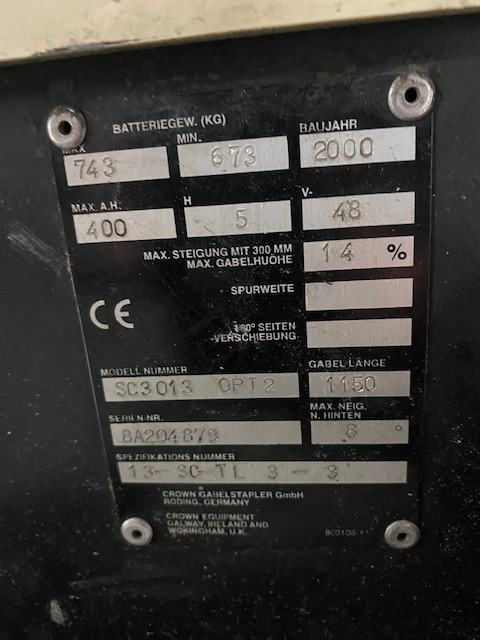 BATTERIEGEW. (KG)
MAX. MIN. BAUJAHR
743 673 2000
MAX. A.H. H V-
400 5 48
MAX. STEIGUNG MIT 300 MM
MAX. GABELHUOHE
14 %
SPURWEITE
CE
180° SEITEN
-VERSCHIEBUNG
MODELL NUMMER GABEL LÄNGE
SC3013 OPT2 1150
SERIEN-NR. MAX. NEIG.
N. HINTEN
8A204879 8 °
SPEZIFIKATIONS NUMMER
13-SC-TL 3-3
CROWN GABELSTAPLER GmbH
RODING, GERMANY
CROWN EQUIPMENT
GALWAY, IRELAND AND
WOKINGHAM, U.K.